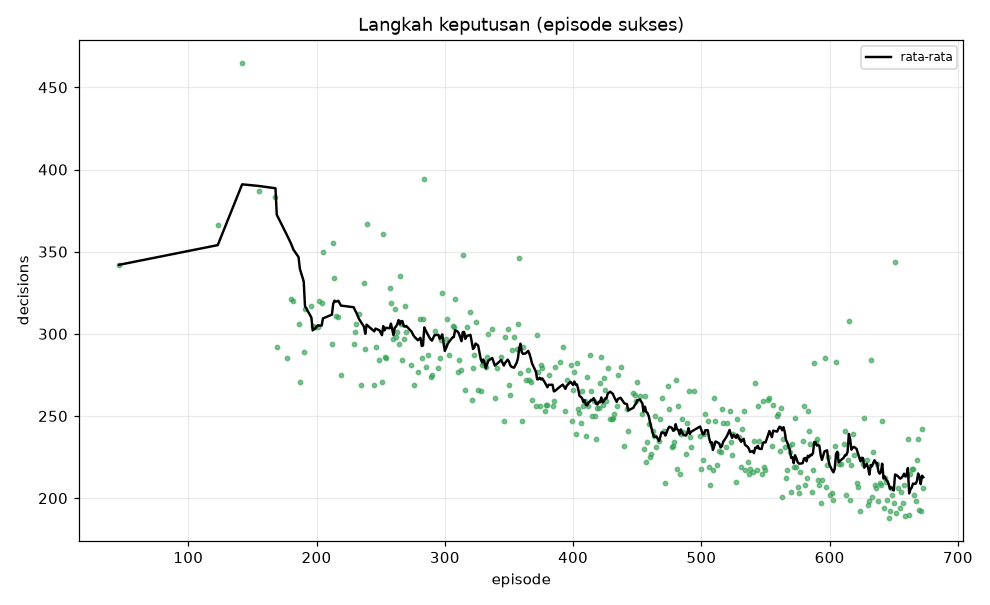 Langkah keputusan (episode sukses)
rata-rata
450
400
350
300
250
200
decisions
100 200 300 400 500 600 700
episode